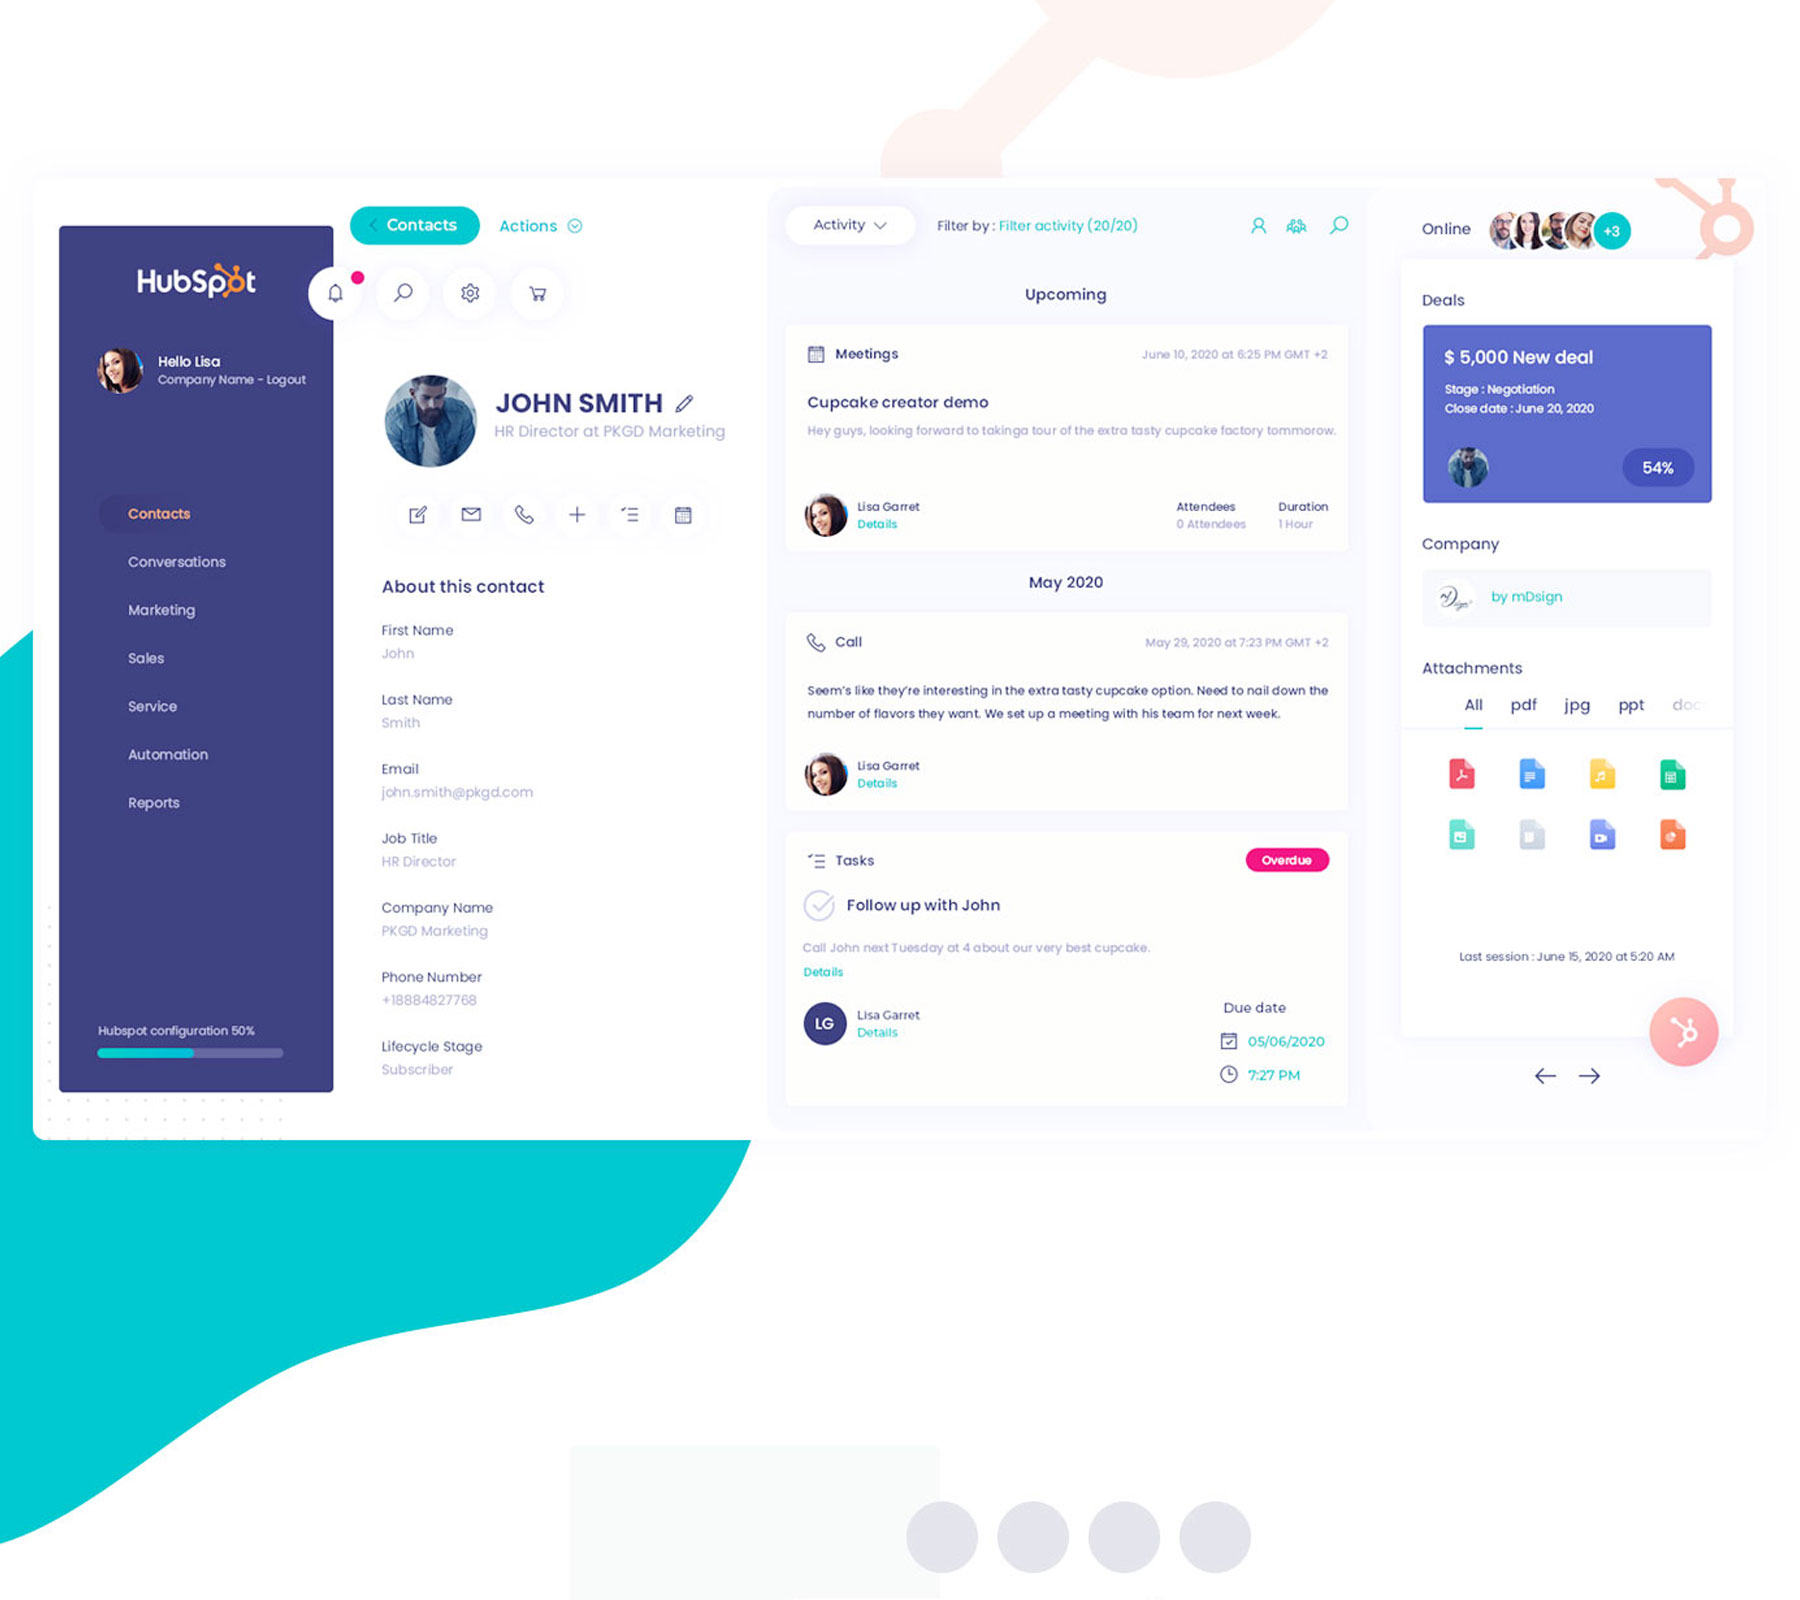 HubSpot
Hello Lisa
Company Name - Logout
Contacts
Conversations
Marketing
Sales
Service
Automation
Reports
Hubspot configuration 50%
Contacts
Actions
JOHN SMITH
HR Director at PKGD Marketing
About this contact
First Name
John
Last Name
Smith
Email
john.smith@pkgd.com
Job Title
HR Director
Company Name
PKGD Marketing
Phone Number
+18884827768
Lifecycle Stage
Subscriber
Activity
Filter by : Filter activity (20/20)
Upcoming
Meetings
June 10, 2020 at 6:25 PM GMT +2
Cupcake creator demo
Hey guys, looking forward to takinga tour of the extra tasty cupcake factory tommorow.
Lisa Garret
Details
Attendees
0 Attendees
Duration
1 Hour
May 2020
Call
May 29, 2020 at 7:23 PM GMT +2
Seem's like they're interesting in the extra tasty cupcake option. Need to nail down the
number of flavors they want. We set up a meeting with his team for next week.
Lisa Garret
Details
Tasks
Overdue
Follow up with John
Call John next Tuesday at 4 about our very best cupcake.
Details
LG
Lisa Garret
Details
Due date
05/06/2020
7:27 PM
Online
+3
Deals
$ 5,000 New deal
Stage : Negotiation
Close date : June 20, 2020
54%
Company
by mDsign
Attachments
All pdf jpg ppt doc
Last session : June 15, 2020 at 5:20 AM